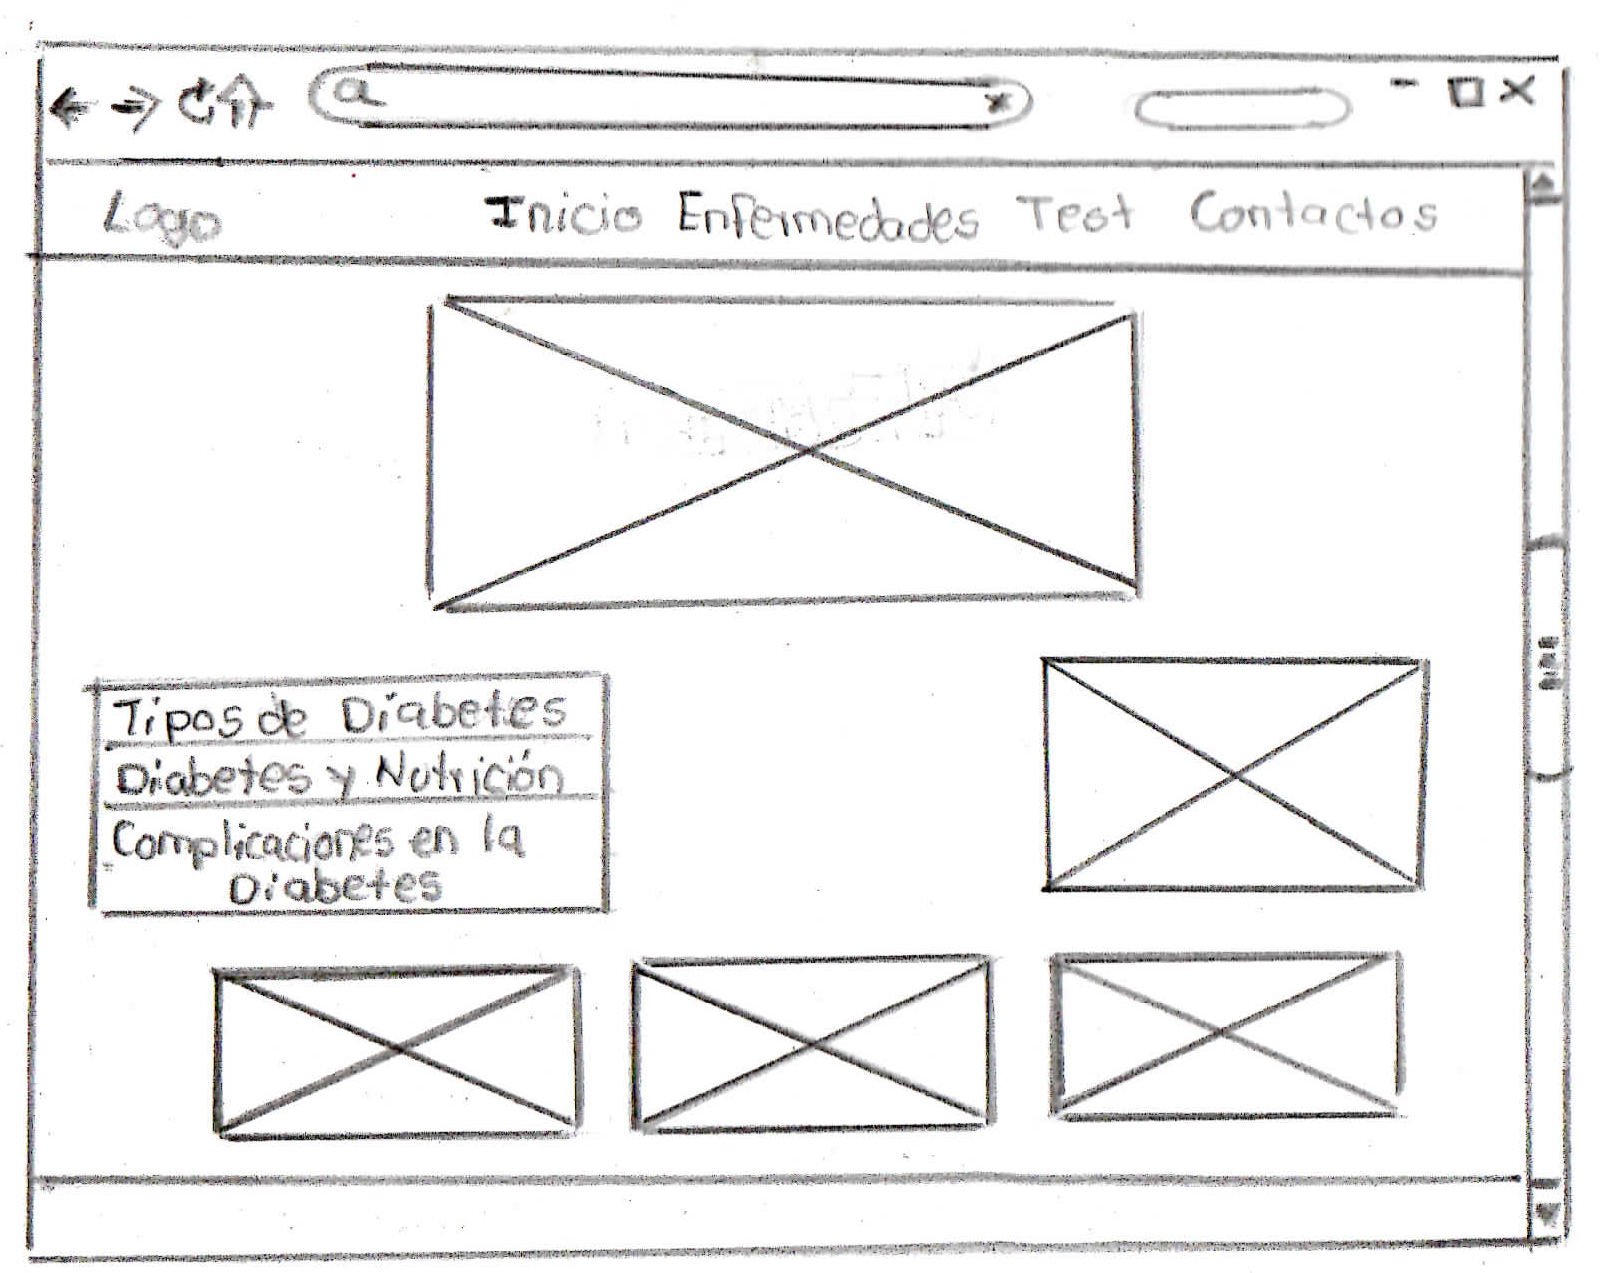 Logo
Inicio Enfermedades Test Contactos
Tipos de Diabetes
Diabetes y Nutrición
Complicaciones en la
Diabetes